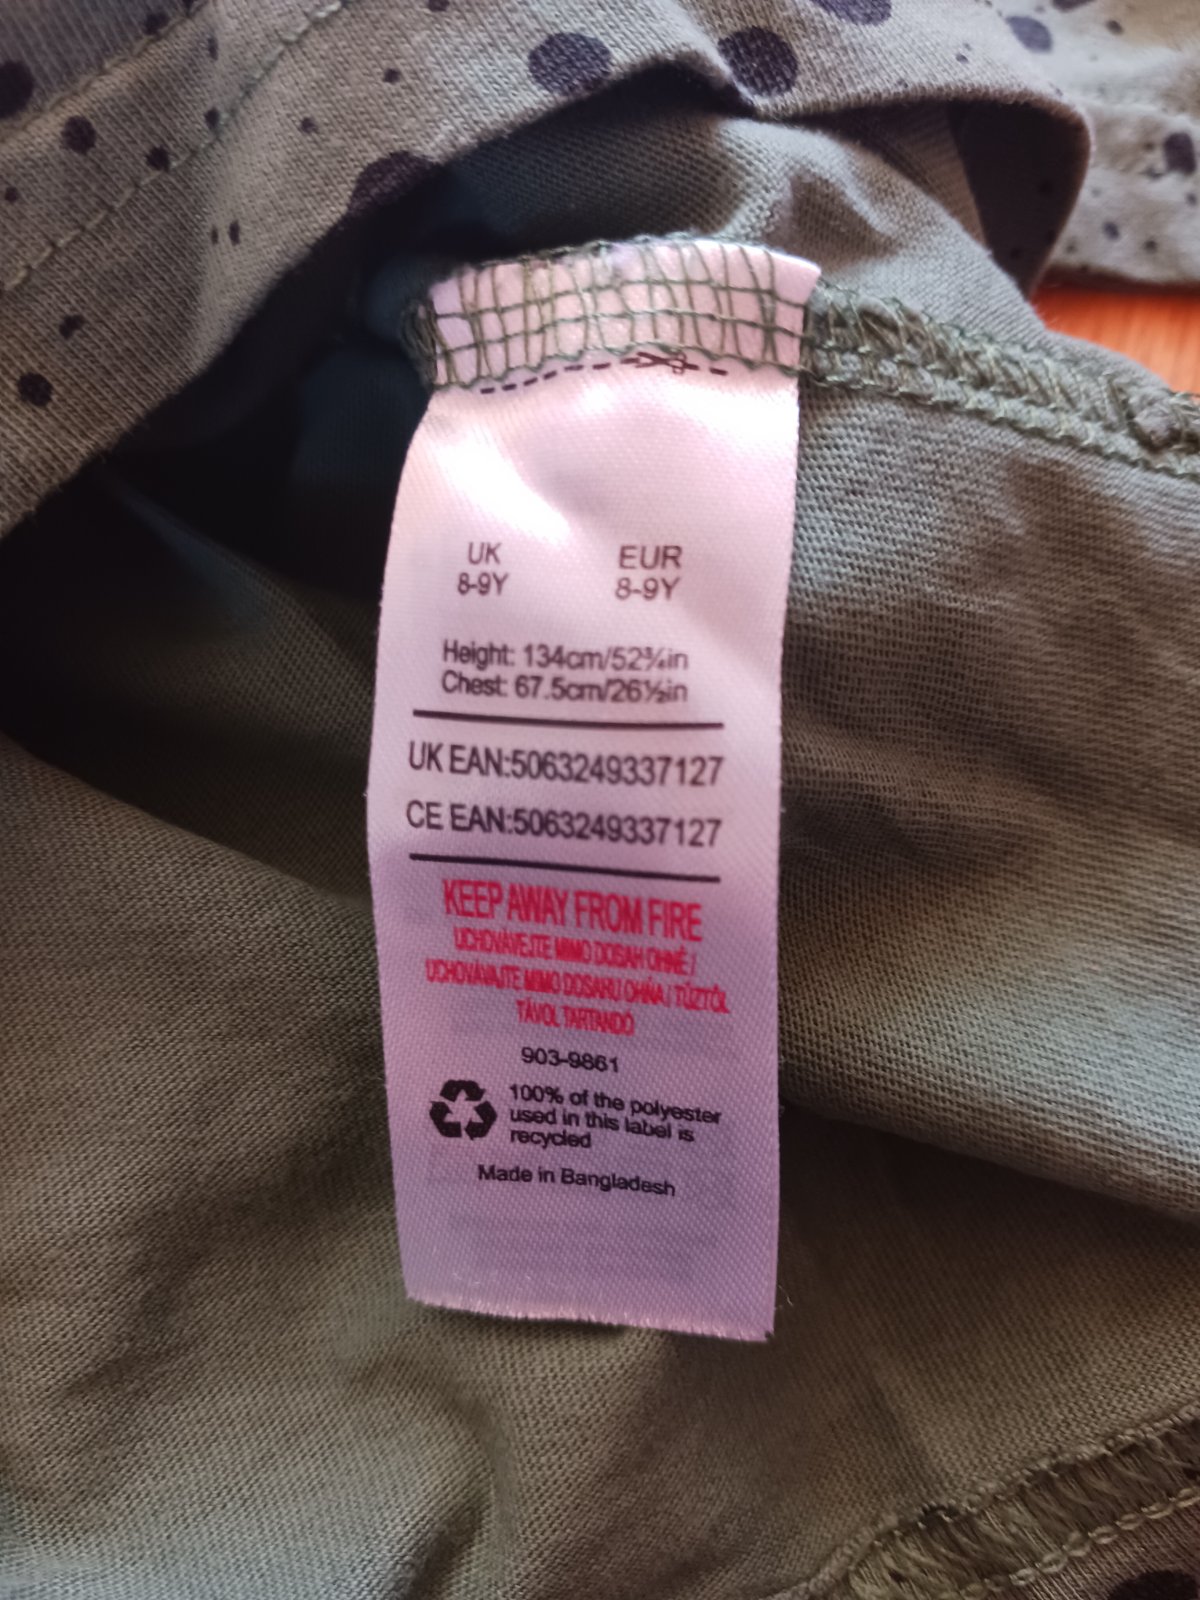 UK EUR
8-9Y 8-9Y
Height: 134cm/52¾in
Chest: 67.5cm/26½in
UK EAN:5063249337127
CE EAN:5063249337127
KEEP AWAY FROM FIRE
UCHOVÁVEJTE MIMO DOSAH OHNĚ /
UCHOVÁVAJTE MIMO DOSAHU OHŇA / TŰZTŐL
TÁVOL TARTANDÓ
903-9861
100% of the polyester
used in this label is
recycled
Made in Bangladesh